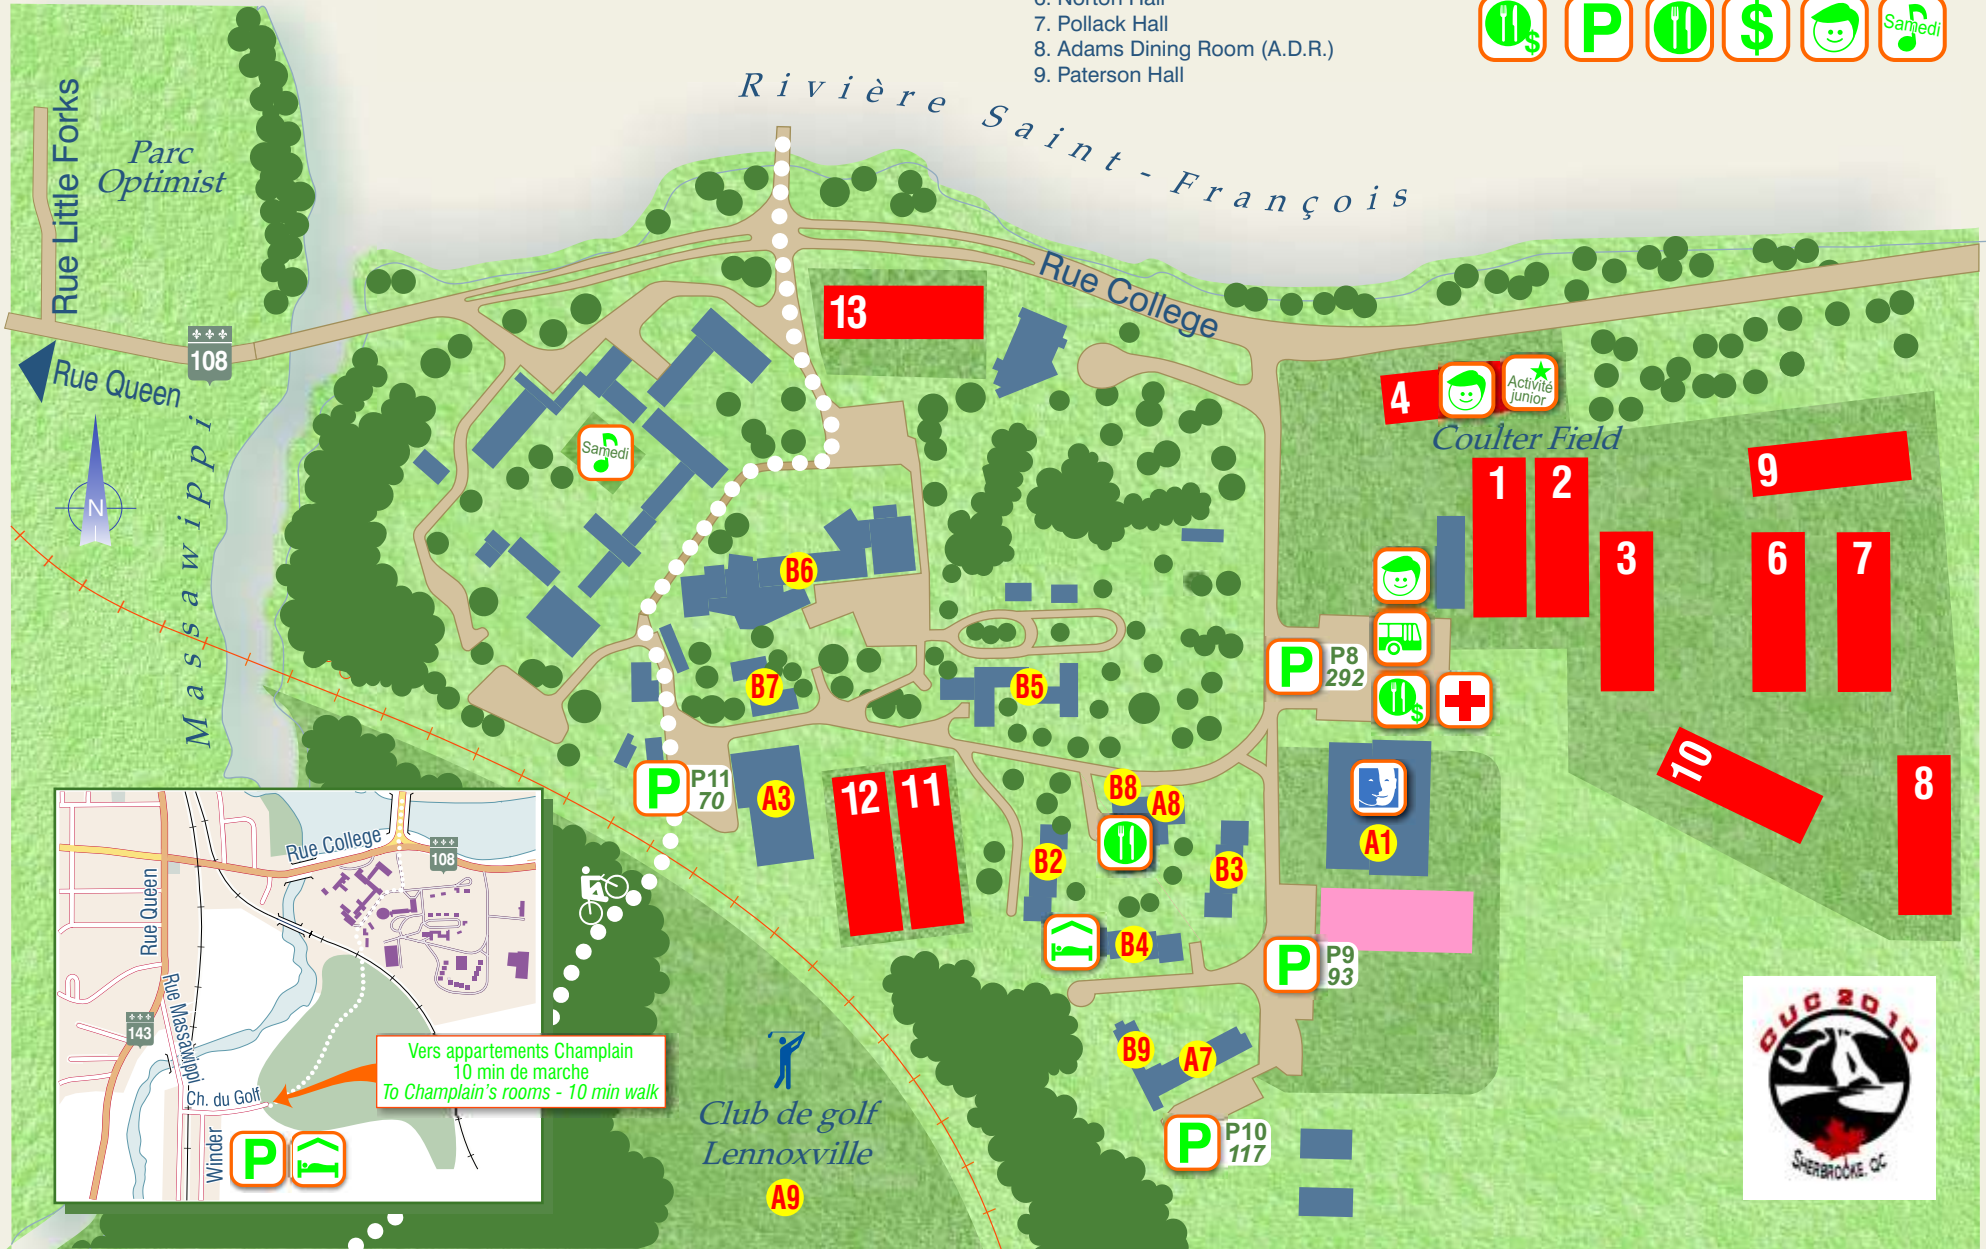 6. Norton Hall
7. Pollack Hall
8. Adams Dining Room (A.D.R.)
9. Paterson Hall
$
P
$
Samedi
Rivière Saint-François
Rue Little Forks
Parc
Optimist
108
Rue Queen
Massawippi
N
Rue College
13
4
Activité
junior
Coulter Field
Samedi
1
2
3
9
6
7
10
8
B6
B7
B5
P
P8
292
$
P
P11
70
A3
12
11
B8
A8
B2
B3
A1
B4
P
P9
93
B9
A7
P
P10
117
Club de golf
Lennoxville
A9
Rue College
108
Rue Queen
Rue Massawippi
143
Ch. du Golf
Winder
P
Vers appartements Champlain
10 min de marche
To Champlain's rooms - 10 min walk
CUC 2010
SHERBROOKE, QC